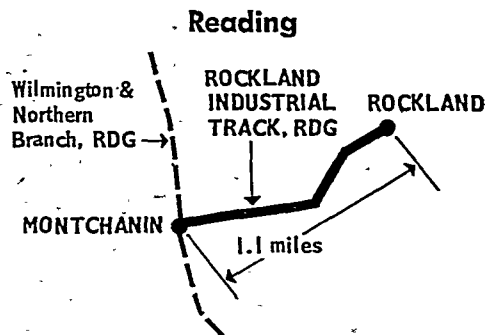 Reading
Wilmington &
Northern
Branch, RDG
ROCKLAND
INDUSTRIAL
TRACK, RDG
ROCKLAND
MONTCHANIN
1.1 miles